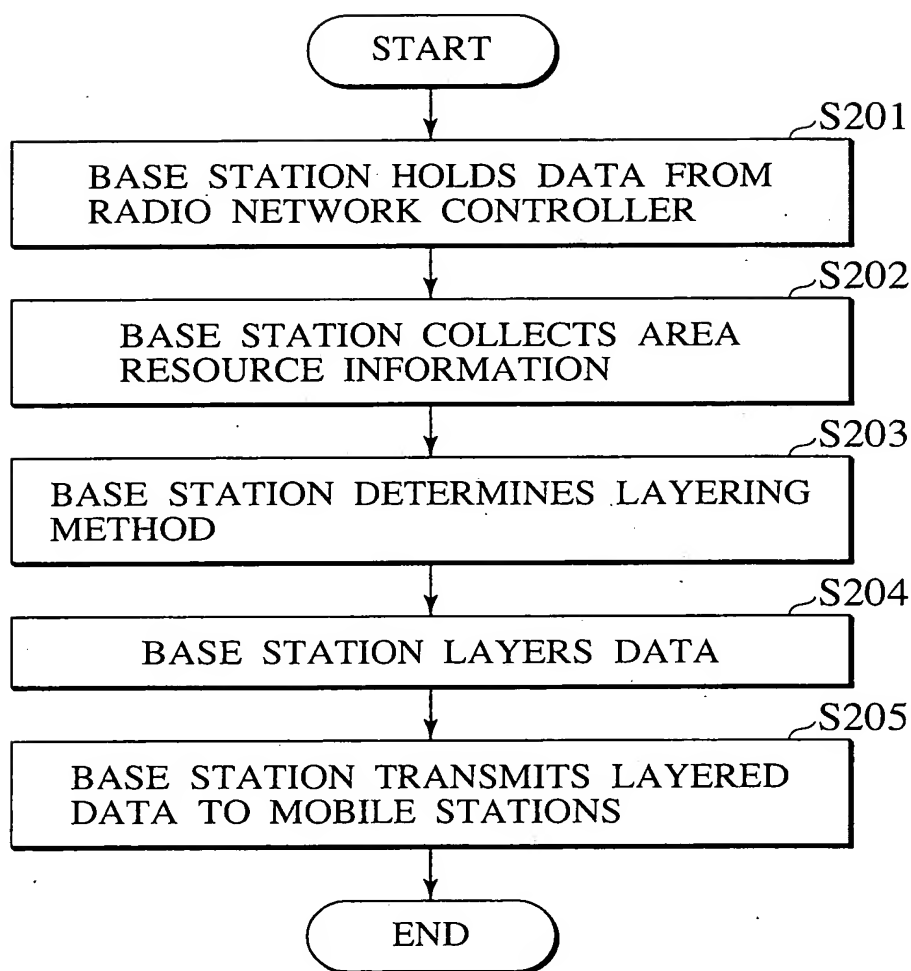 START
S201
BASE STATION HOLDS DATA FROM
RADIO NETWORK CONTROLLER
S202
BASE STATION COLLECTS AREA
RESOURCE INFORMATION
S203
BASE STATION DETERMINES LAYERING
METHOD
S204
BASE STATION LAYERS DATA
S205
BASE STATION TRANSMITS LAYERED
DATA TO MOBILE STATIONS
END